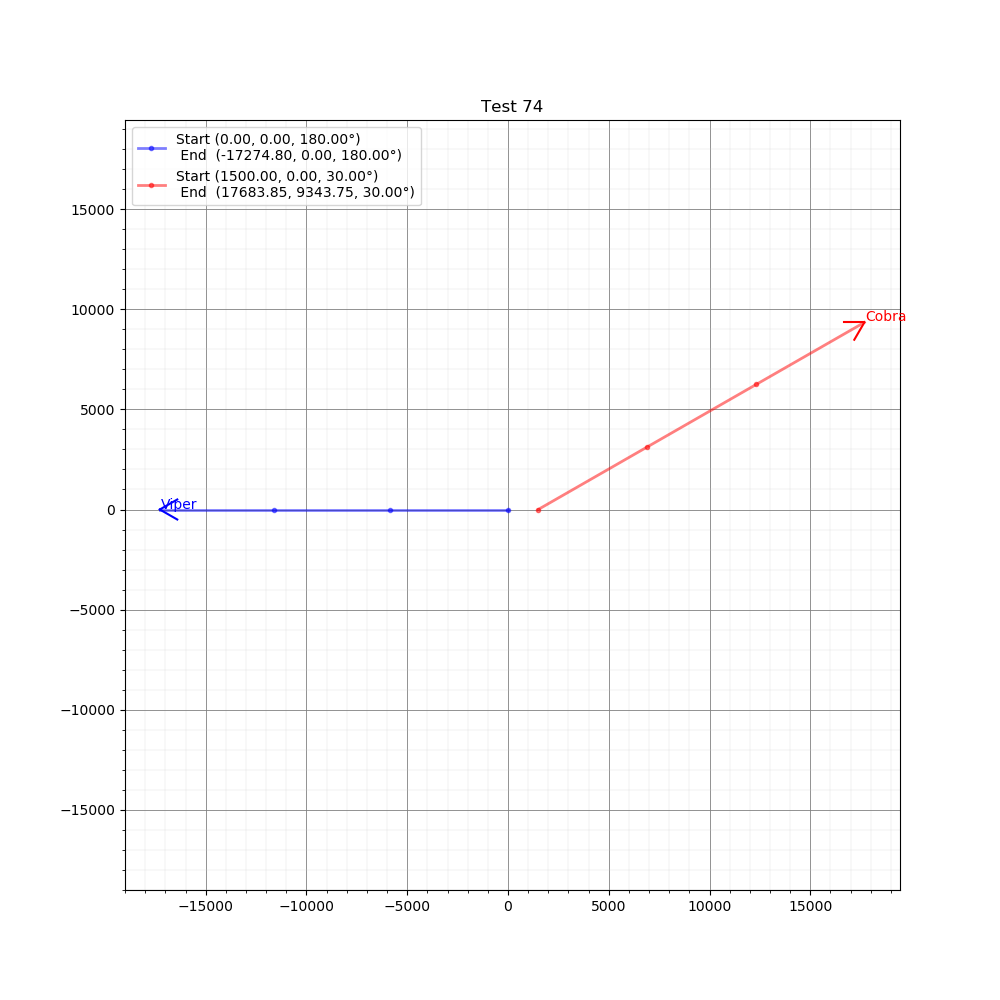 Test 74
Start (0.00, 0.00, 180.00°)
End (-17274.80, 0.00, 180.00°)
Start (1500.00, 0.00, 30.00°)
End (17683.85, 9343.75, 30.00°)
15000
10000
Cobra
5000
Viper
0
−5000
−10000
−15000
−15000 −10000 −5000 0 5000 10000 15000